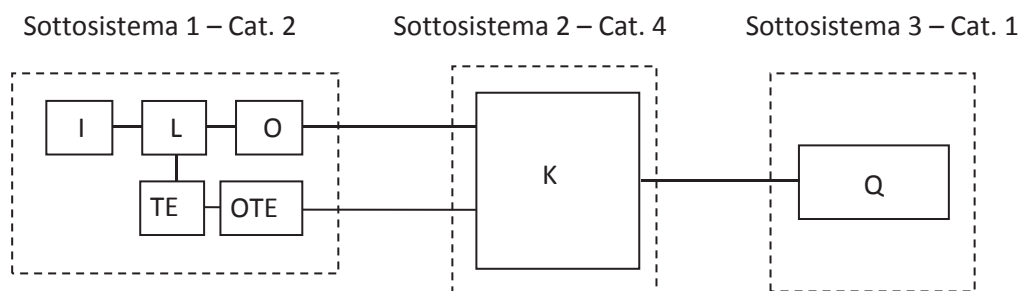 Sottosistema 1 – Cat. 2
Sottosistema 2 – Cat. 4
Sottosistema 3 – Cat. 1
I
L
O
K
Q
TE
OTE